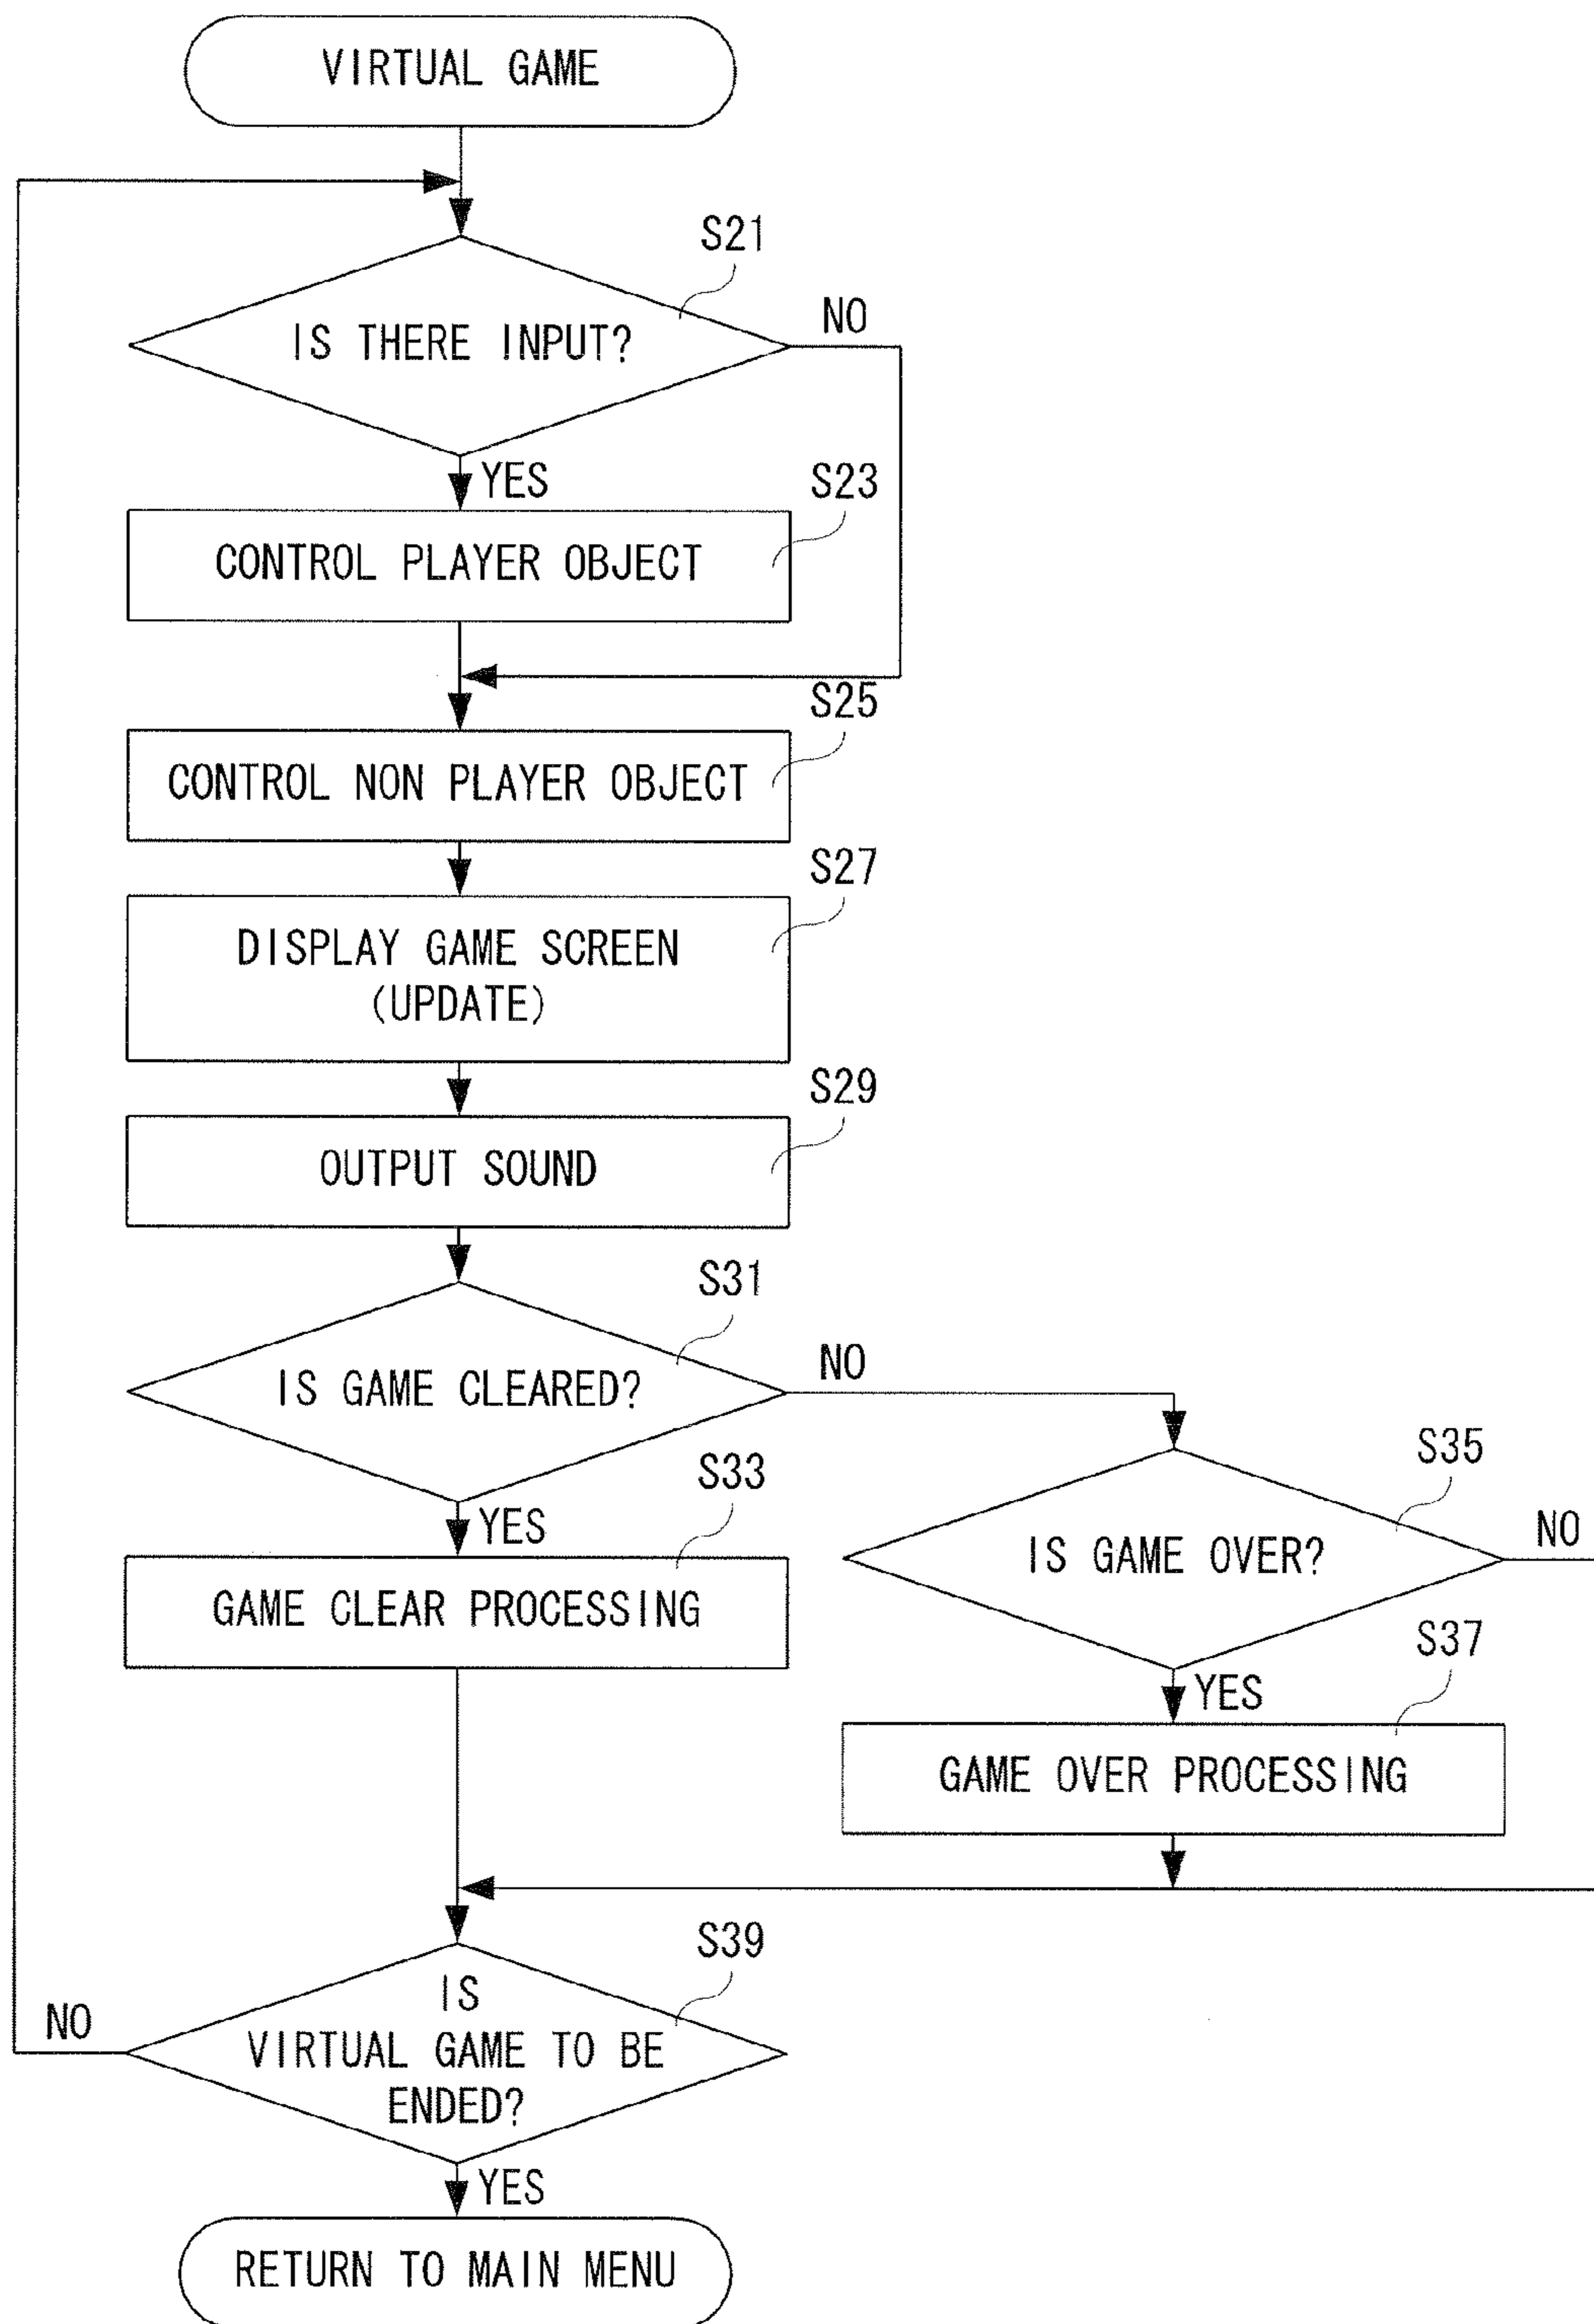 VIRTUAL GAME
S21
IS THERE INPUT?
NO
YES
S23
CONTROL PLAYER OBJECT
S25
CONTROL NON PLAYER OBJECT
S27
DISPLAY GAME SCREEN
(UPDATE)
S29
OUTPUT SOUND
S31
IS GAME CLEARED?
NO
YES
S33
GAME CLEAR PROCESSING
S35
IS GAME OVER?
NO
YES
S37
GAME OVER PROCESSING
S39
IS
VIRTUAL GAME TO BE
ENDED?
NO
YES
RETURN TO MAIN MENU